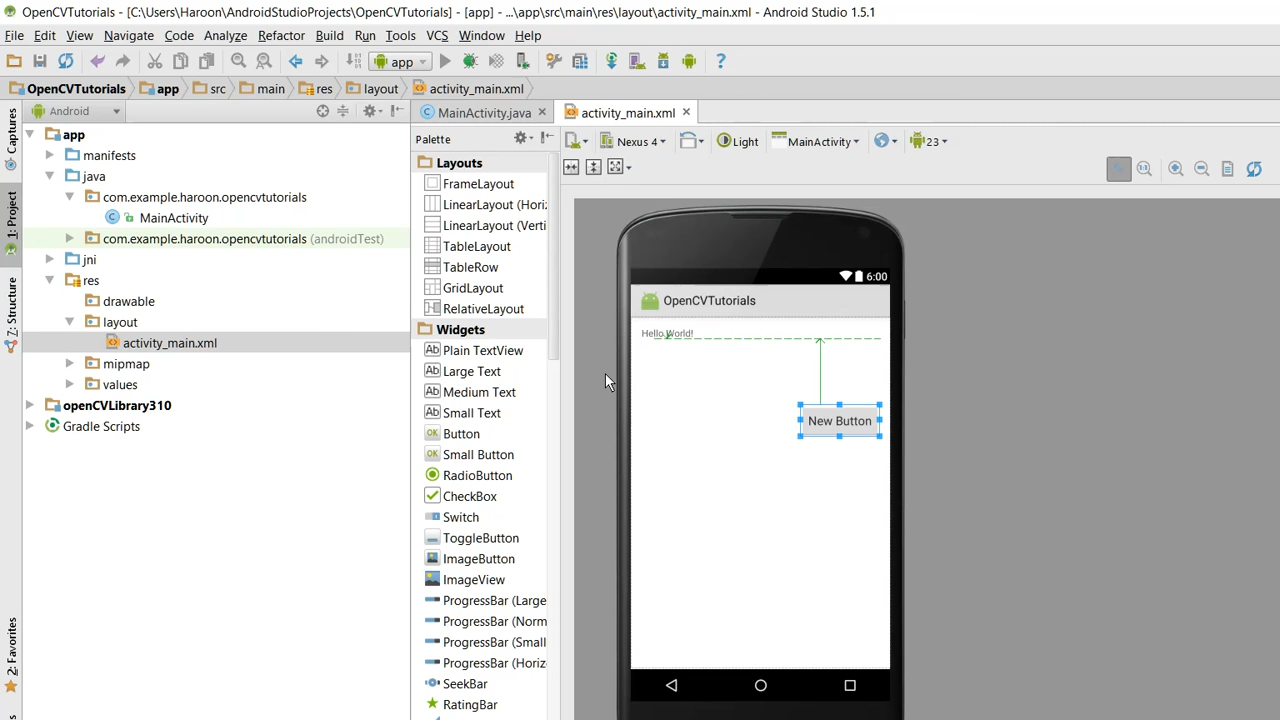 OpenCVTutorials - [C:\Users\Haroon\AndroidStudioProjects\OpenCVTutorials] - [app] - ...\app\src\main\res\layout\activity_main.xml - Android Studio 1.5.1
File Edit View Navigate Code Analyze Refactor Build Run Tools VCS Window Help
app
OpenCVTutorials app src main res layout activity_main.xml
Captures
1: Project
Z: Structure
2: Favorites
Android
app
manifests
java
com.example.haroon.opencvtutorials
MainActivity
com.example.haroon.opencvtutorials (androidTest)
jni
res
drawable
layout
activity_main.xml
mipmap
values
openCVLibrary310
Gradle Scripts
MainActivity.java activity_main.xml
Palette
Layouts
FrameLayout
LinearLayout (Horiz
LinearLayout (Verti
TableLayout
TableRow
GridLayout
RelativeLayout
Widgets
Plain TextView
Large Text
Medium Text
Small Text
Button
Small Button
RadioButton
CheckBox
Switch
ToggleButton
ImageButton
ImageView
ProgressBar (Large
ProgressBar (Norm
ProgressBar (Small
ProgressBar (Horiz
SeekBar
RatingBar
Nexus 4 Light MainActivity 23
6:00
OpenCVTutorials
Hello World!
New Button